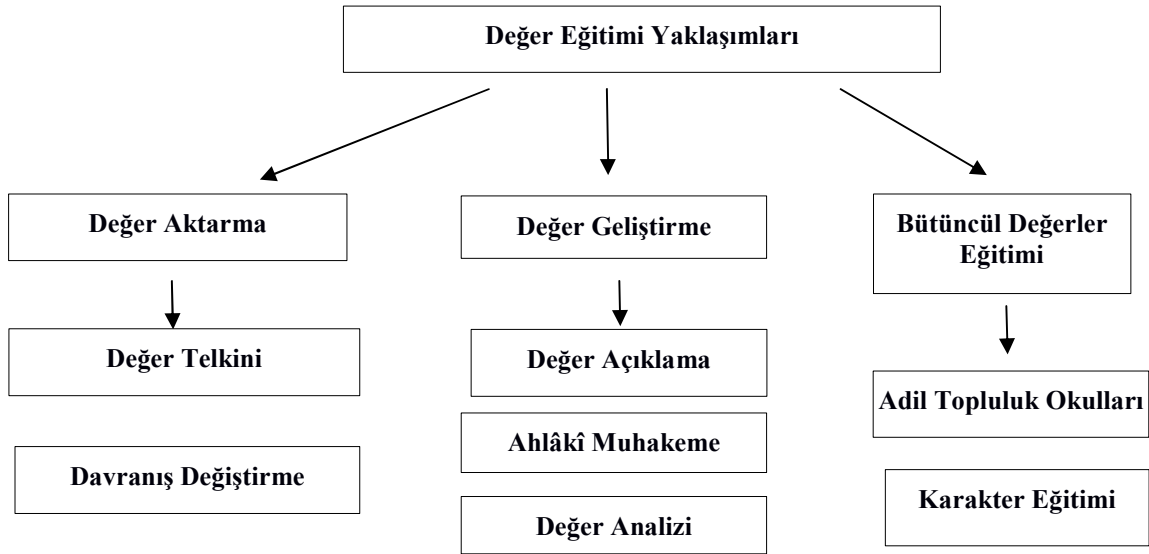 Değer Eğitimi Yaklaşımları
Değer Aktarma
Değer Geliştirme
Bütüncül Değerler
Eğitimi
Değer Telkini
Değer Açıklama
Adil Topluluk Okulları
Ahlâkî Muhakeme
Davranış Değiştirme
Karakter Eğitimi
Değer Analizi